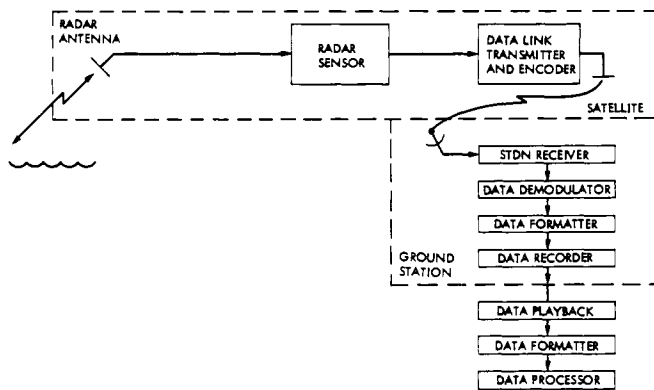 RADAR
ANTENNA
RADAR
SENSOR
DATA LINK
TRANSMITTER
AND ENCODER
SATELLITE
STDN RECEIVER
DATA DEMODULATOR
DATA FORMATTER
DATA RECORDER
GROUND
STATION
DATA PLAYBACK
DATA FORMATTER
DATA PROCESSOR